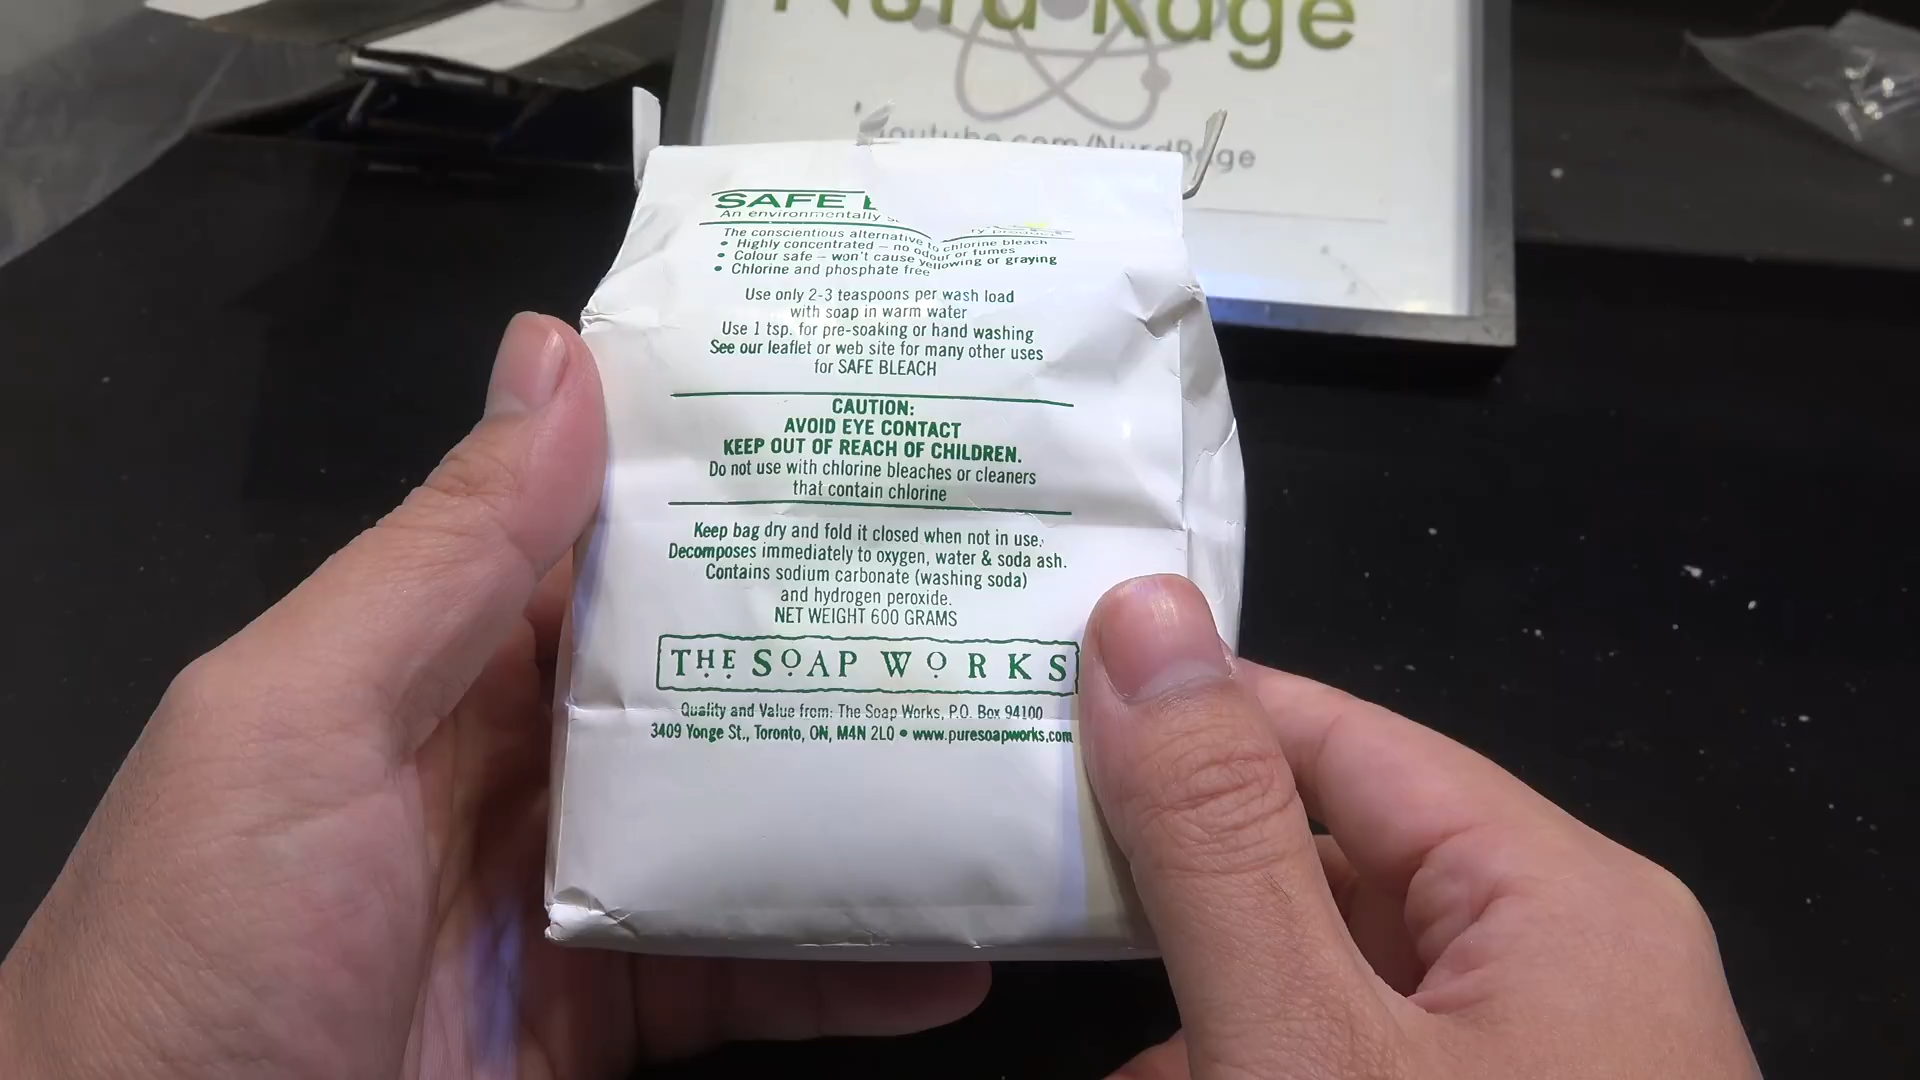 Nurd Rage
youtube.com/NurdRage
SAFE
An environmentally
The conscientious alternative to chlorine bleach
• Highly concentrated – no odour or fumes
• Colour safe – won't cause yellowing or graying
• Chlorine and phosphate free
Use only 2-3 teaspoons per wash load
with soap in warm water
Use 1 tsp. for pre-soaking or hand washing
See our leaflet or web site for many other uses
for SAFE BLEACH
CAUTION:
AVOID EYE CONTACT
KEEP OUT OF REACH OF CHILDREN.
Do not use with chlorine bleaches or cleaners
that contain chlorine
Keep bag dry and fold it closed when not in use.
Decomposes immediately to oxygen, water & soda ash.
Contains sodium carbonate (washing soda)
and hydrogen peroxide.
NET WEIGHT 600 GRAMS
THE SOAP WORKS
Quality and Value from: The Soap Works, P.O. Box 94100
3409 Yonge St., Toronto, ON, M4N 2L0 • www.puresoapworks.com